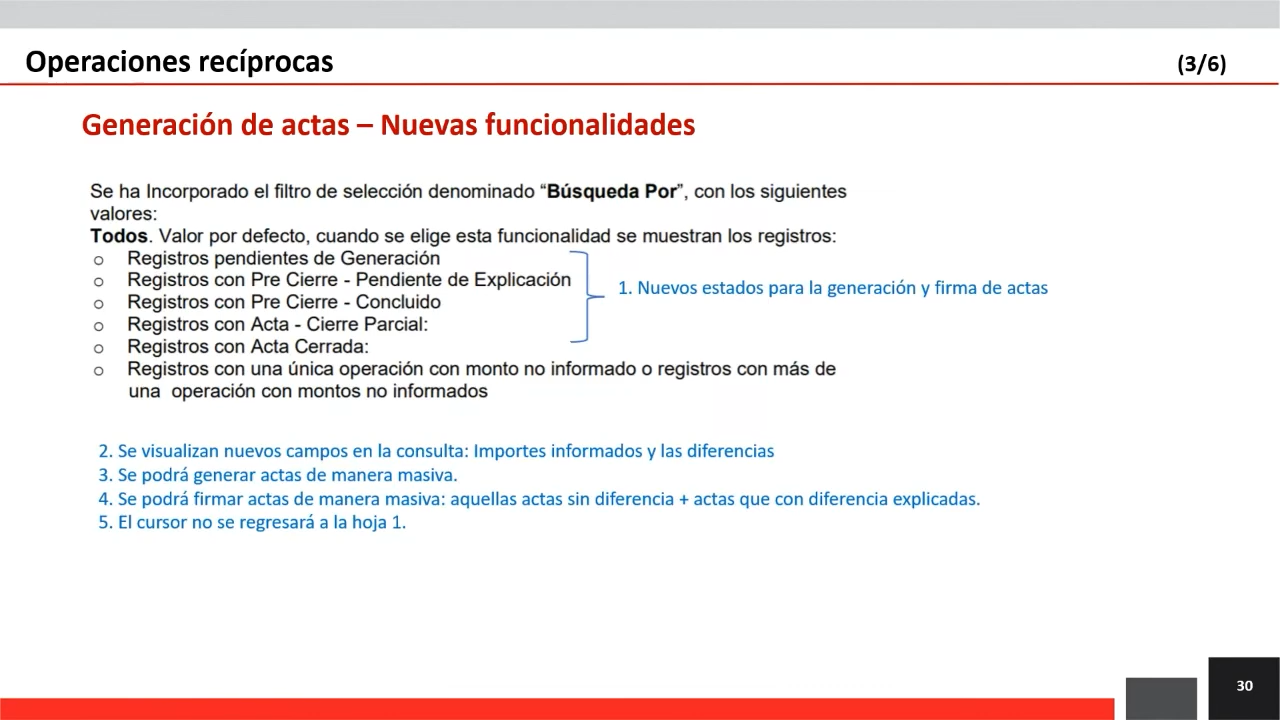 Operaciones recíprocas
(3/6)
Generación de actas – Nuevas funcionalidades
Se ha Incorporado el filtro de selección denominado “Búsqueda Por”, con los siguientes
valores:
Todos. Valor por defecto, cuando se elige esta funcionalidad se muestran los registros:
o Registros pendientes de Generación
o Registros con Pre Cierre - Pendiente de Explicación
o Registros con Pre Cierre - Concluido
o Registros con Acta - Cierre Parcial:
o Registros con Acta Cerrada:
o Registros con una única operación con monto no informado o registros con más de
una operación con montos no informados
1. Nuevos estados para la generación y firma de actas
2. Se visualizan nuevos campos en la consulta: Importes informados y las diferencias
3. Se podrá generar actas de manera masiva.
4. Se podrá firmar actas de manera masiva: aquellas actas sin diferencia + actas que con diferencia explicadas.
5. El cursor no se regresará a la hoja 1.
30